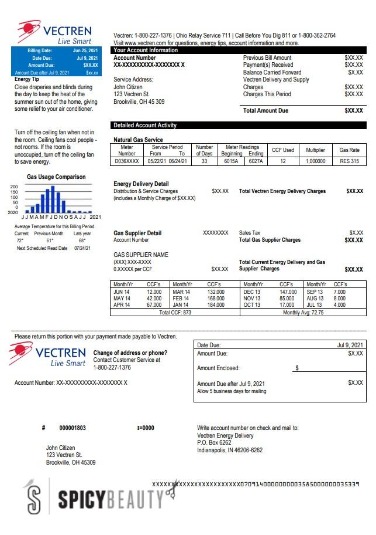 VECTREN
Live Smart
Vectren: 1-800-227-1376 | Ohio Relay Service 711 | Call Before You Dig 811 or 1-800-362-2764
Visit www.vectren.com for questions, energy tips, account information and more.
Billing Date: Jun 25, 2021
Date Due: Jul 9, 2021
Amount Due: $XX.XX
Amount Due after Jul 9, 2021 $xx.xx
Energy Tip
Close draperies and blinds during
the day to keep the heat of the
summer sun out of the home, giving
some relief to your air conditioner.
Turn off the ceiling fan when not in
the room. Ceiling fans cool people -
not rooms. If the room is
unoccupied, turn off the ceiling fan
to save energy.
Gas Usage Comparison
200
150
100
50
0
2020 J J M A M J J A S O N A J J 2021
Average Temperature for this Billing Period
Current Previous Month Last year
72° 61° 68°
Next Scheduled Read Date 07/24/21
Your Account Information
Account Number
XX-XXXXXXXXX-XXXXXXX X
Service Address:
John Citizen
123 Vectren St
Brookville, OH 45 309
Previous Bill Amount $XX.XX
Payment(s) Received $XX.XX
Balance Carried Forward $X.XX
Vectren Delivery and Supply
Charges $XX.XX
Charges This Period $XX.XX
Total Amount Due $XX.XX
Detailed Account Activity
Natural Gas Service
Meter Number Service Period From To Number of Days Meter Readings Beginning Ending CCF Used Multiplier Gas Rate
D036XXXX 05/22/21 06/24/21 33 6015A 6027A 12 1.000000 RES 315
Energy Delivery Detail
Distribution & Service Charges $XX.XX Total Vectren Energy Delivery Charges $XX.XX
(includes a Monthly Charge of $XX.XX)
Gas Supplier Detail XXXXXXXX Sales Tax $X.XX
Account Number Total Gas Supplier Charges $XX.XX
GAS SUPPLIER NAME
(XXX) XXX-XXXX Total Current Energy Delivery and Gas
0.XXXXX per CCF $XX.XX Supplier Charges $XX.XX
Month/Yr CCF's Month/Yr CCF's Month/Yr CCF's Month/Yr CCF's
JUN 14 12.000 MAR 14 132.000 DEC 13 147.000 SEP 13 7.000
MAY 14 42.000 FEB 14 168.000 NOV 13 85.000 AUG 13 8.000
APR 14 67.000 JAN 14 184.000 OCT 13 17.000 JUL 13 4.000
Total CCF: 873 Monthly Avg: 72.75
Please return this portion with your payment made payable to Vectren.
VECTREN
Live Smart
Change of address or phone?
Contact Customer Service at
1-800-227-1376
Account Number: XX-XXXXXXXXX-XXXXXXX X
Date Due: Jul 9, 2021
Amount Due: $X.XX
Amount Enclosed: $
Amount Due after Jul 9, 2021 $X.XX
Allow 5 business days for mailing
# 000001803 I=0000
John Citizen
123 Vectren St.
Brookville, OH 45309
Write account number on check and mail to:
Vectren Energy Delivery
P.O. Box 6262
Indianapolis, IN 46206-6262
SPICYBEAUTY